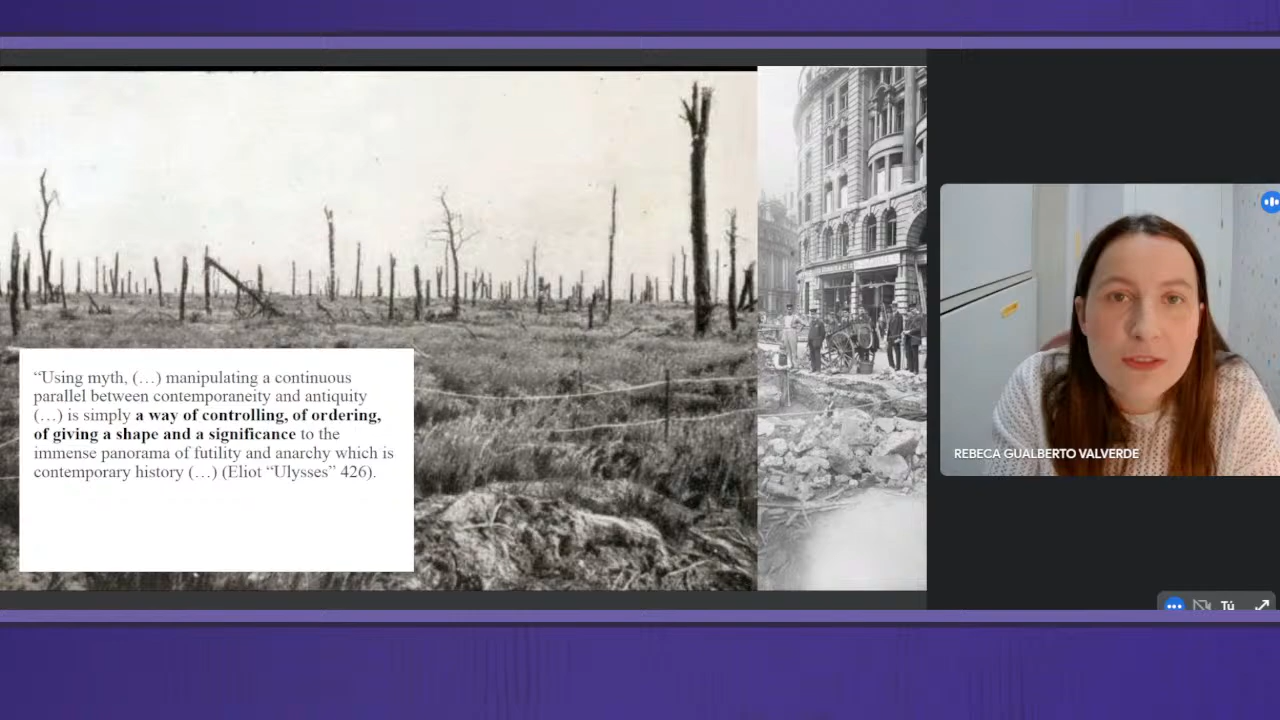 “Using myth, (…) manipulating a continuous
parallel between contemporaneity and antiquity
(…) is simply a way of controlling, of ordering,
of giving a shape and a significance to the
immense panorama of futility and anarchy which is
contemporary history (…) (Eliot “Ulysses” 426).
REBECA GUALBERTO VALVERDE
Tú